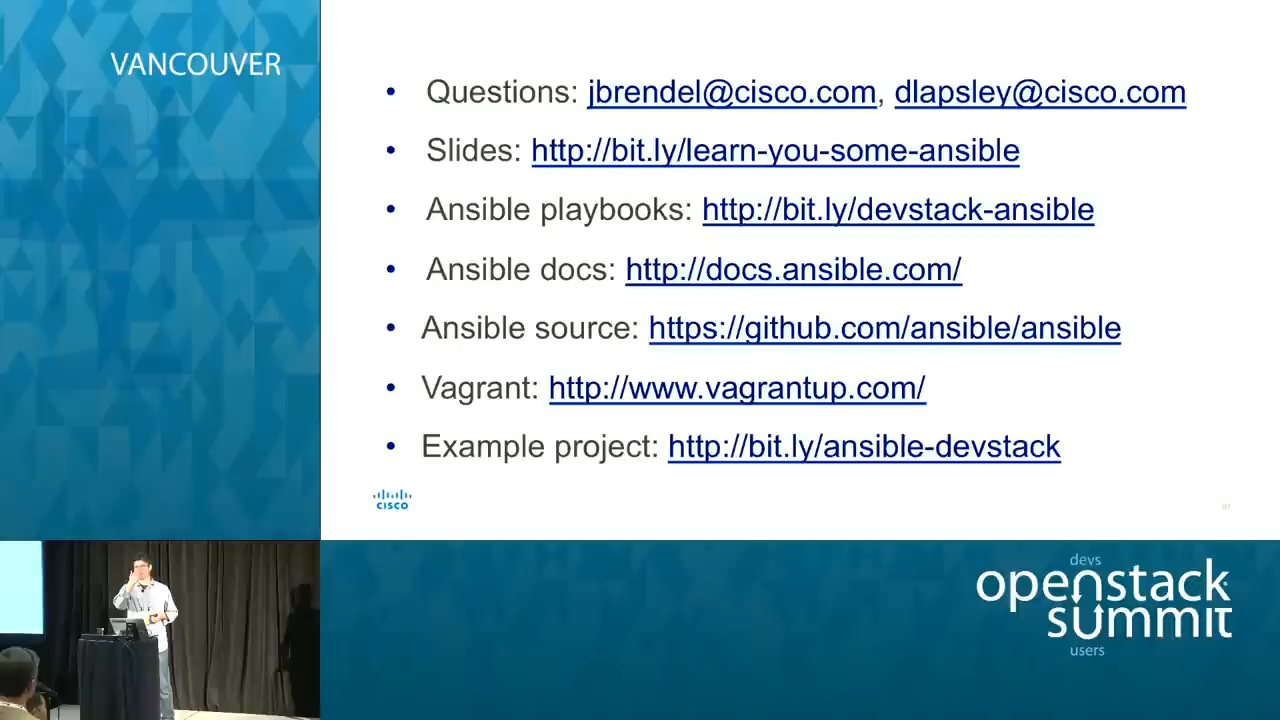 VANCOUVER
• Questions: jbrendel@cisco.com, dlapsley@cisco.com
• Slides: http://bit.ly/learn-you-some-ansible
• Ansible playbooks: http://bit.ly/devstack-ansible
• Ansible docs: http://docs.ansible.com/
• Ansible source: https://github.com/ansible/ansible
• Vagrant: http://www.vagrantup.com/
• Example project: http://bit.ly/ansible-devstack
CISCO
devs
openstack
summit
users